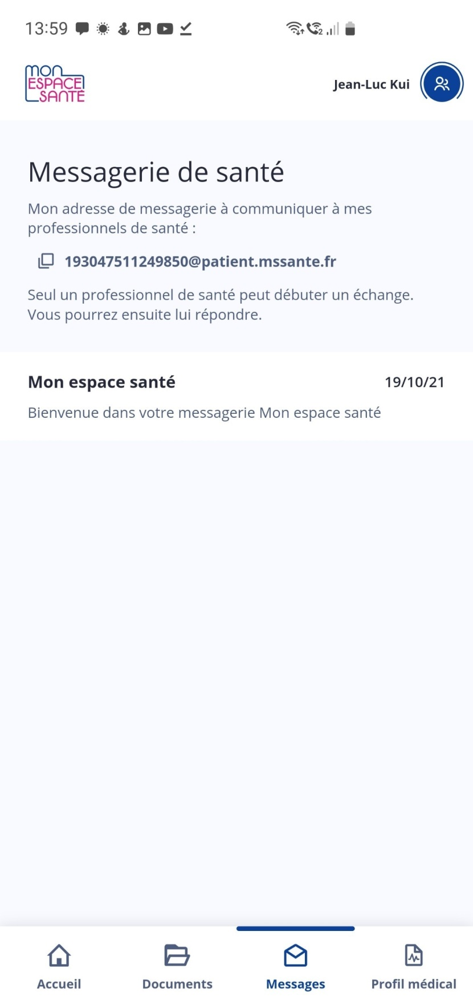 13:59
mon
ESPACE
SANTÉ
Jean-Luc Kui
Messagerie de santé
Mon adresse de messagerie à communiquer à mes
professionnels de santé :
193047511249850@patient.mssante.fr
Seul un professionnel de santé peut débuter un échange.
Vous pourrez ensuite lui répondre.
Mon espace santé 19/10/21
Bienvenue dans votre messagerie Mon espace santé
Accueil Documents Messages Profil médical